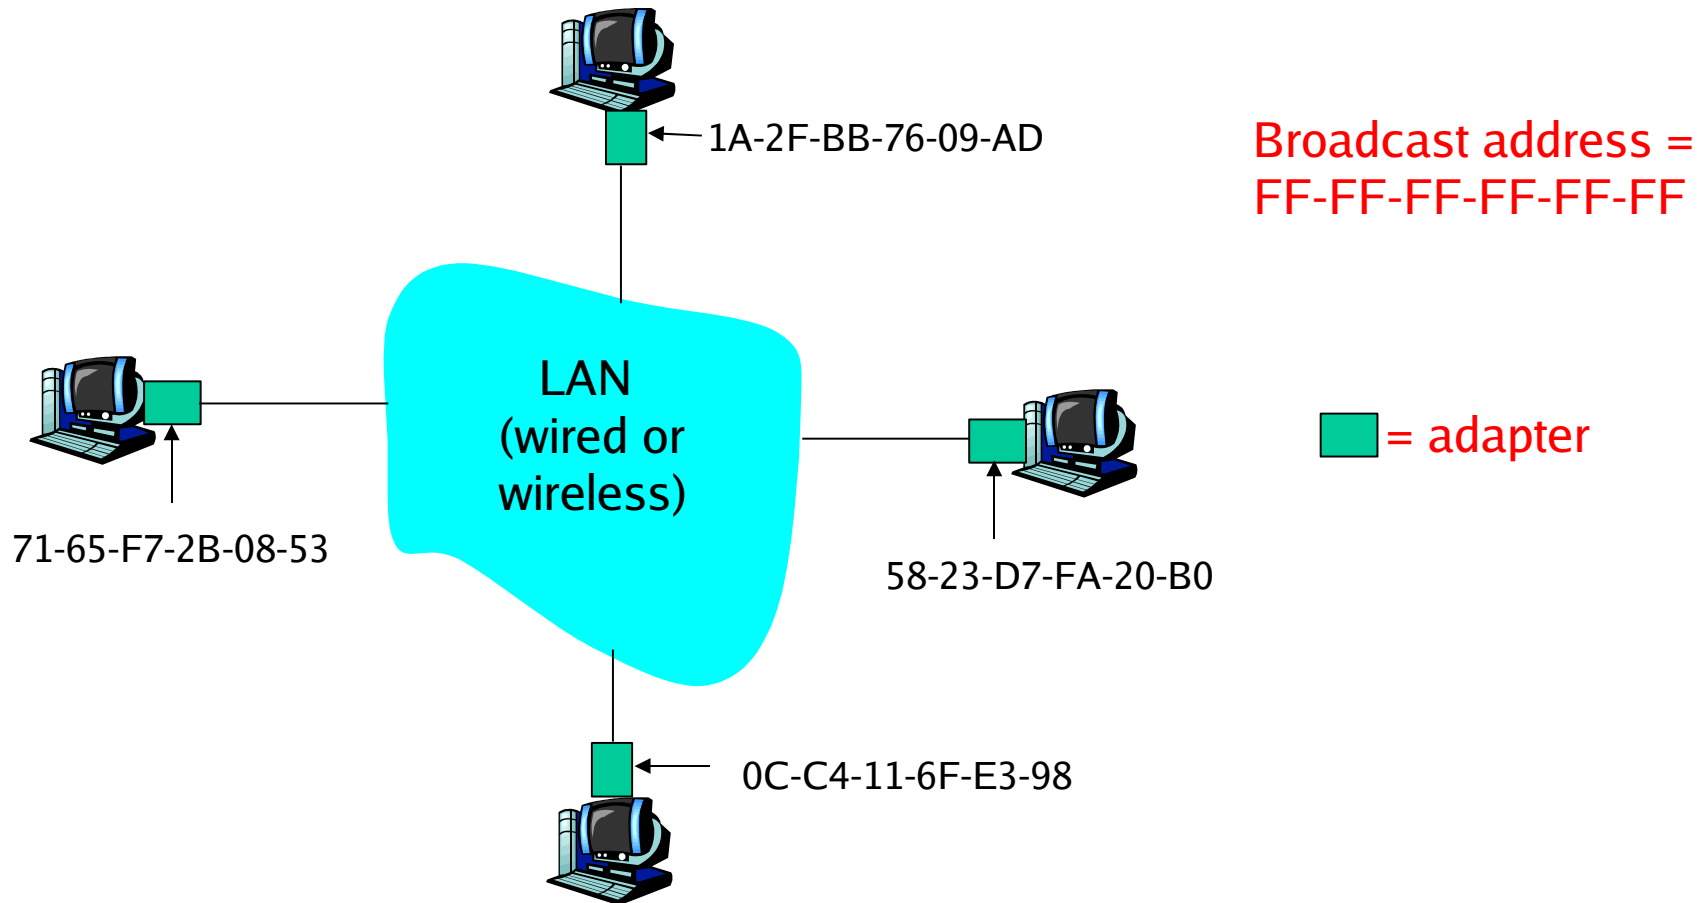 1A-2F-BB-76-09-AD
Broadcast address =
FF-FF-FF-FF-FF-FF
LAN
(wired or
wireless)
= adapter
71-65-F7-2B-08-53
58-23-D7-FA-20-B0
0C-C4-11-6F-E3-98